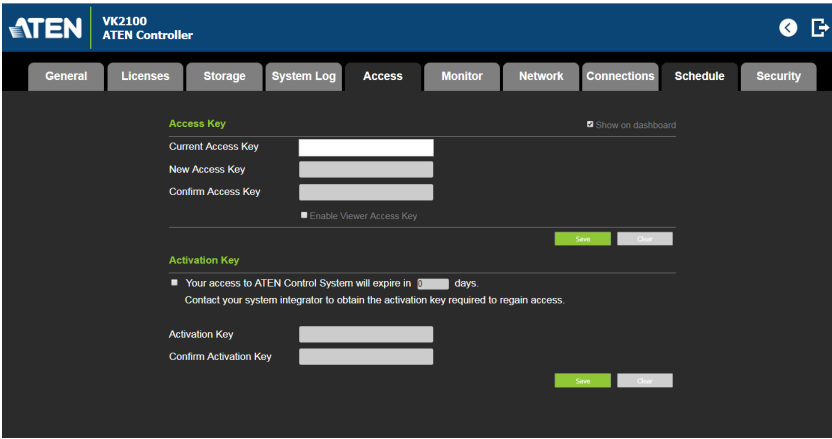 ATEN
VK2100
ATEN Controller
General Licenses Storage System Log Access Monitor Network Connections Schedule Security
Access Key Show on dashboard
Current Access Key
New Access Key
Confirm Access Key
Enable Viewer Access Key
Save Clear
Activation Key
Your access to ATEN Control System will expire in 0 days.
Contact your system integrator to obtain the activation key required to regain access.
Activation Key
Confirm Activation Key
Save Clear